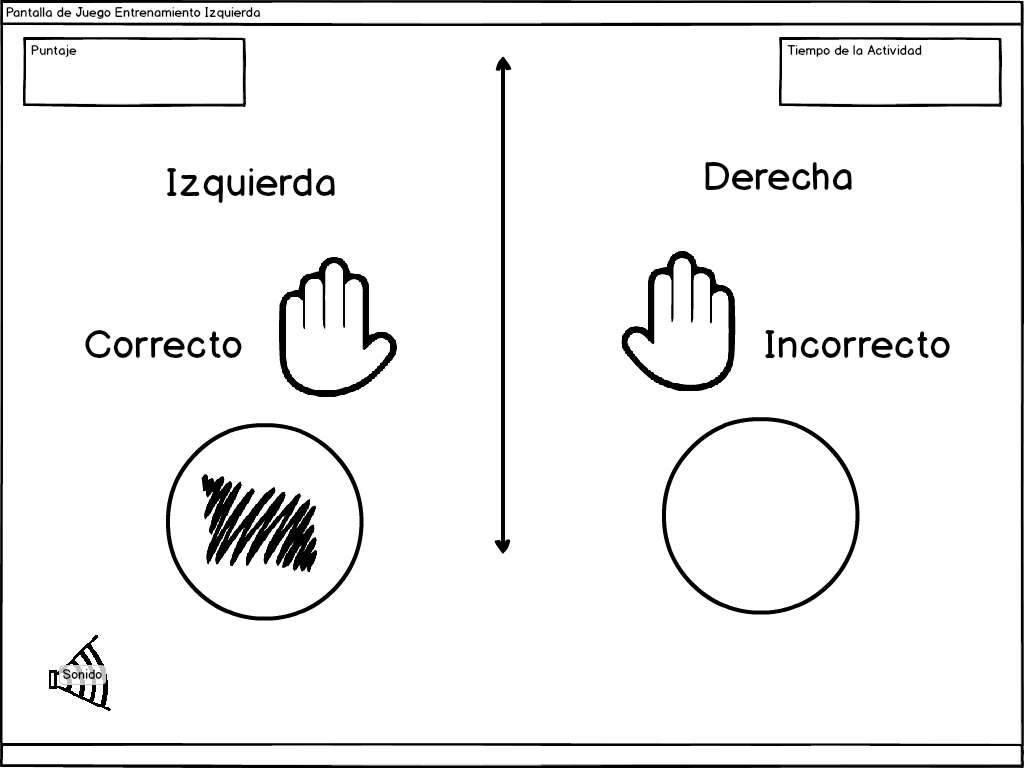 Pantalla de Juego Entrenamiento Izquierda
Puntaje
Tiempo de la Actividad
Izquierda
Derecha
Correcto
Incorrecto
Sonido